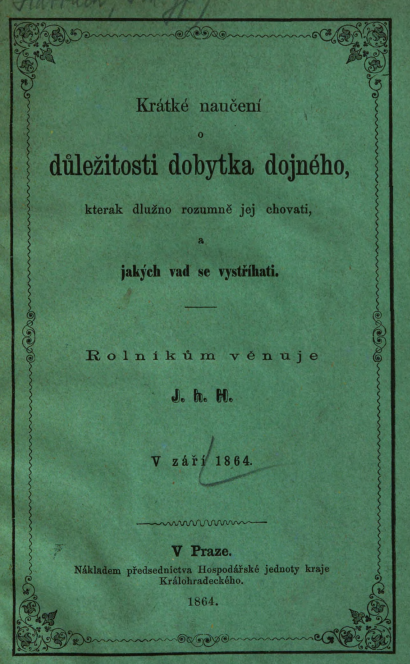 Krátké naučení
o
důležitosti dobytka dojného,
kterak dlužno rozumně jej chovati,
a
jakých vad se vystříhati.
Rolníkům věnuje
J. h. H.
V září 1864.
V Praze.
Nákladem předsednictva Hospodářské jednoty kraje
Králohradeckého.
1864.